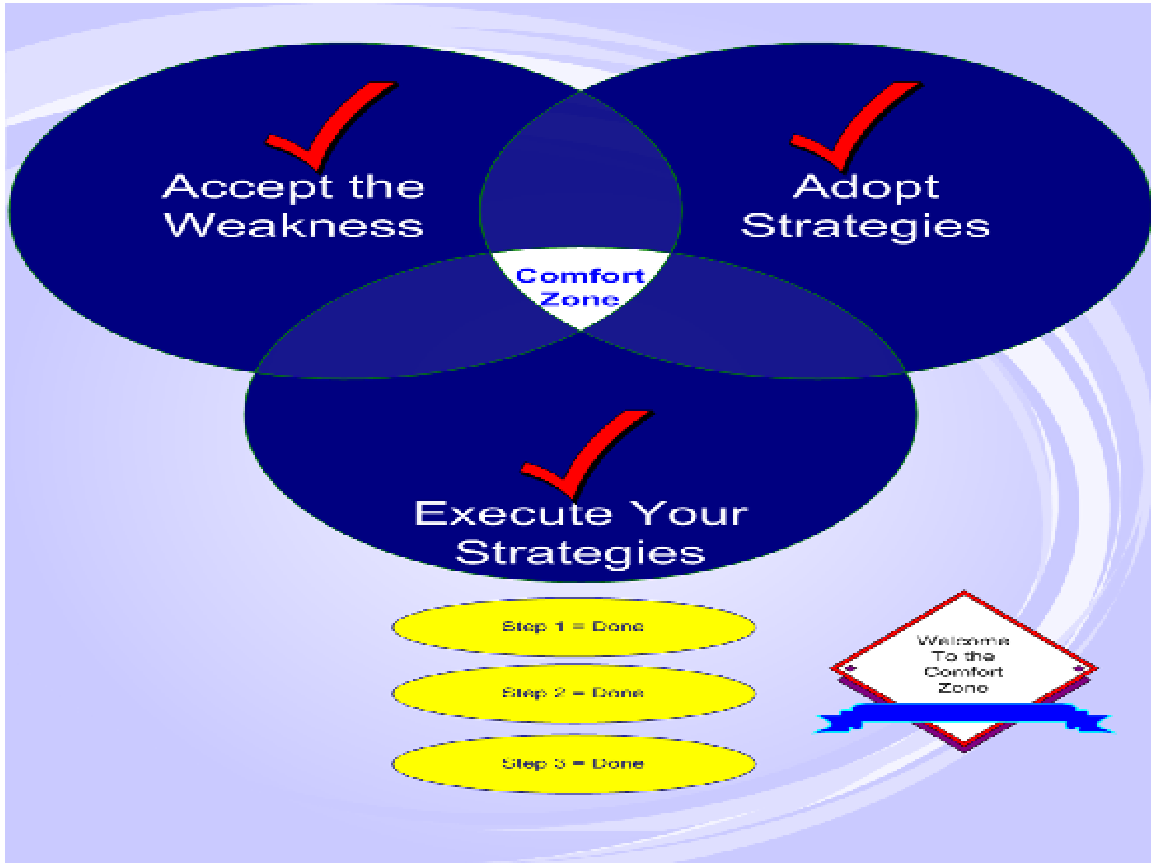 Accept the
Weakness
Adopt
Strategies
Comfort
Zone
Execute Your
Strategies
Step 1 = Done
Step 2 = Done
Step 3 = Done
Welcome
To the
Comfort
Zone